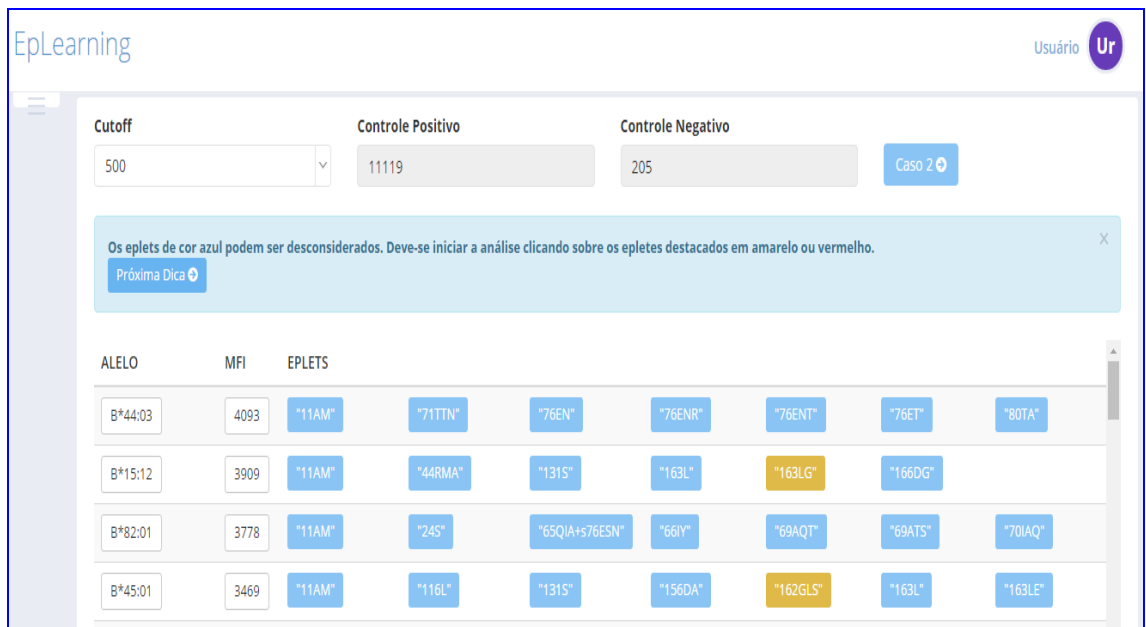 EpLearning
Usuário Ur
Cutoff Controle Positivo Controle Negativo
500 11119 205 Caso 2
Os eplets de cor azul podem ser desconsiderados. Deve-se iniciar a análise clicando sobre os epletes destacados em amarelo ou vermelho. X
Próxima Dica
ALELO MFI EPLETS
B*44:03 4093 "11AM" "71TTN" "76EN" "76ENR" "76ENT" "76ET" "80TA"
B*15:12 3909 "11AM" "44RMA" "131S" "163L" "163LG" "166DG"
B*82:01 3778 "11AM" "24S" "65QIA+s76ESN" "66IY" "69AQT" "69ATS" "70IAQ"
B*45:01 3469 "11AM" "116L" "131S" "156DA" "162GLS" "163L" "163LE"